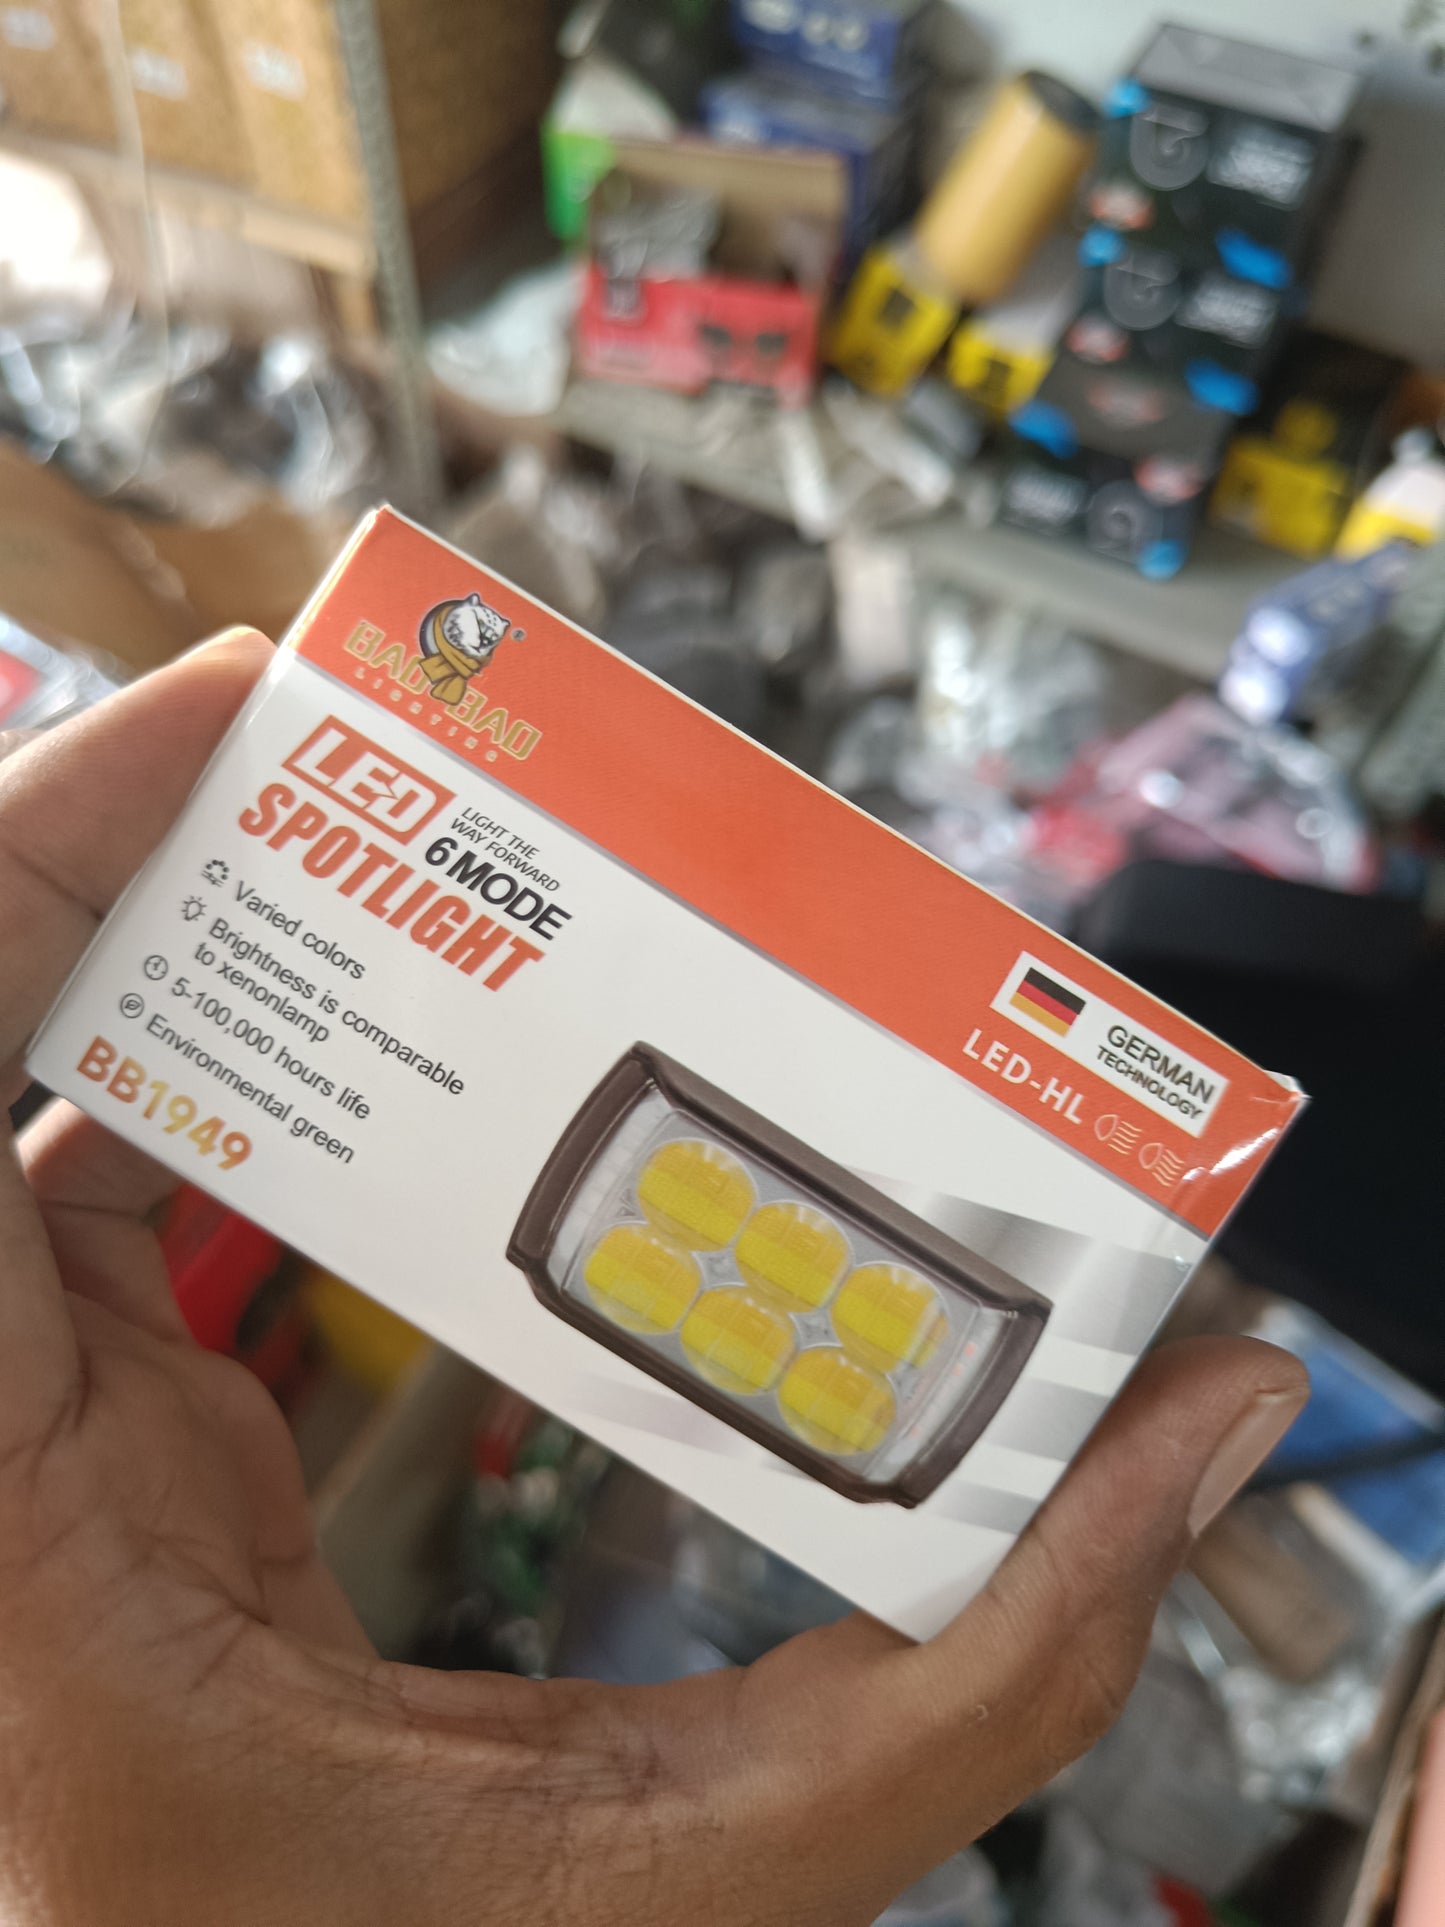 BAO BAO
LIGHTING
®
LED
LIGHT THE
WAY FORWARD
6 MODE
SPOTLIGHT
Varied colors
Brightness is comparable
to xenonlamp
5-100,000 hours life
Environmental green
BB1949
GERMAN
TECHNOLOGY
LED-HL